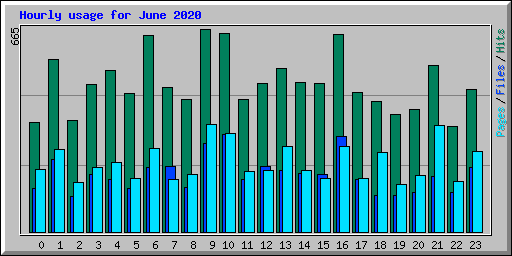 Hourly usage for June 2020
665
Pages/Files/Hits
0 1 2 3 4 5 6 7 8 9 10 11 12 13 14 15 16 17 18 19 20 21 22 23